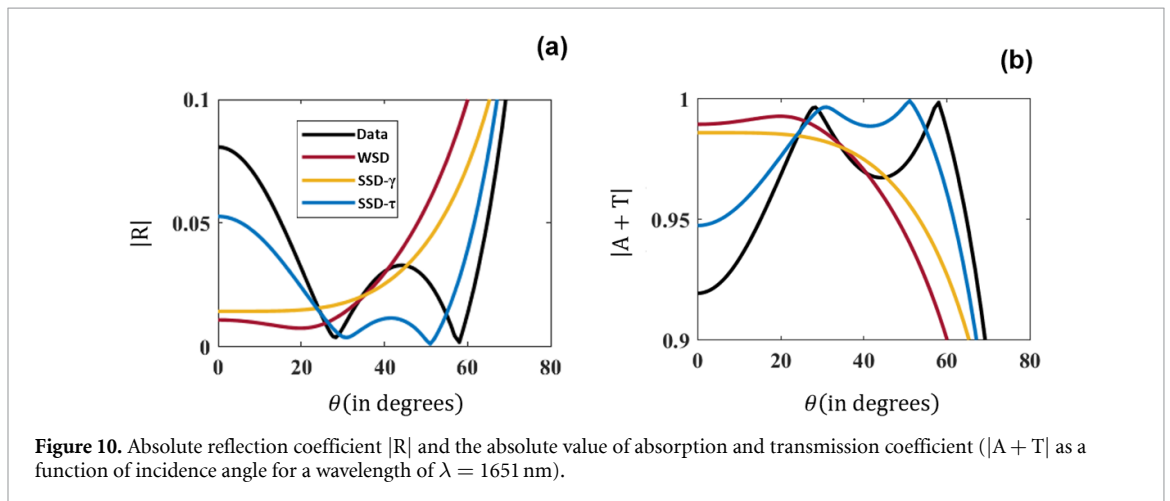 (a)
0.1
Data
WSD
SSD-γ
SSD-τ
0.05
|R|
0
0 20 40 60 80
θ(in degrees)
(b)
1
0.95
|A + T|
0.9
0 20 40 60 80
θ(in degrees)
Figure 10. Absolute reflection coefficient |R| and the absolute value of absorption and transmission coefficient (|A + T| as a
function of incidence angle for a wavelength of λ = 1651 nm).